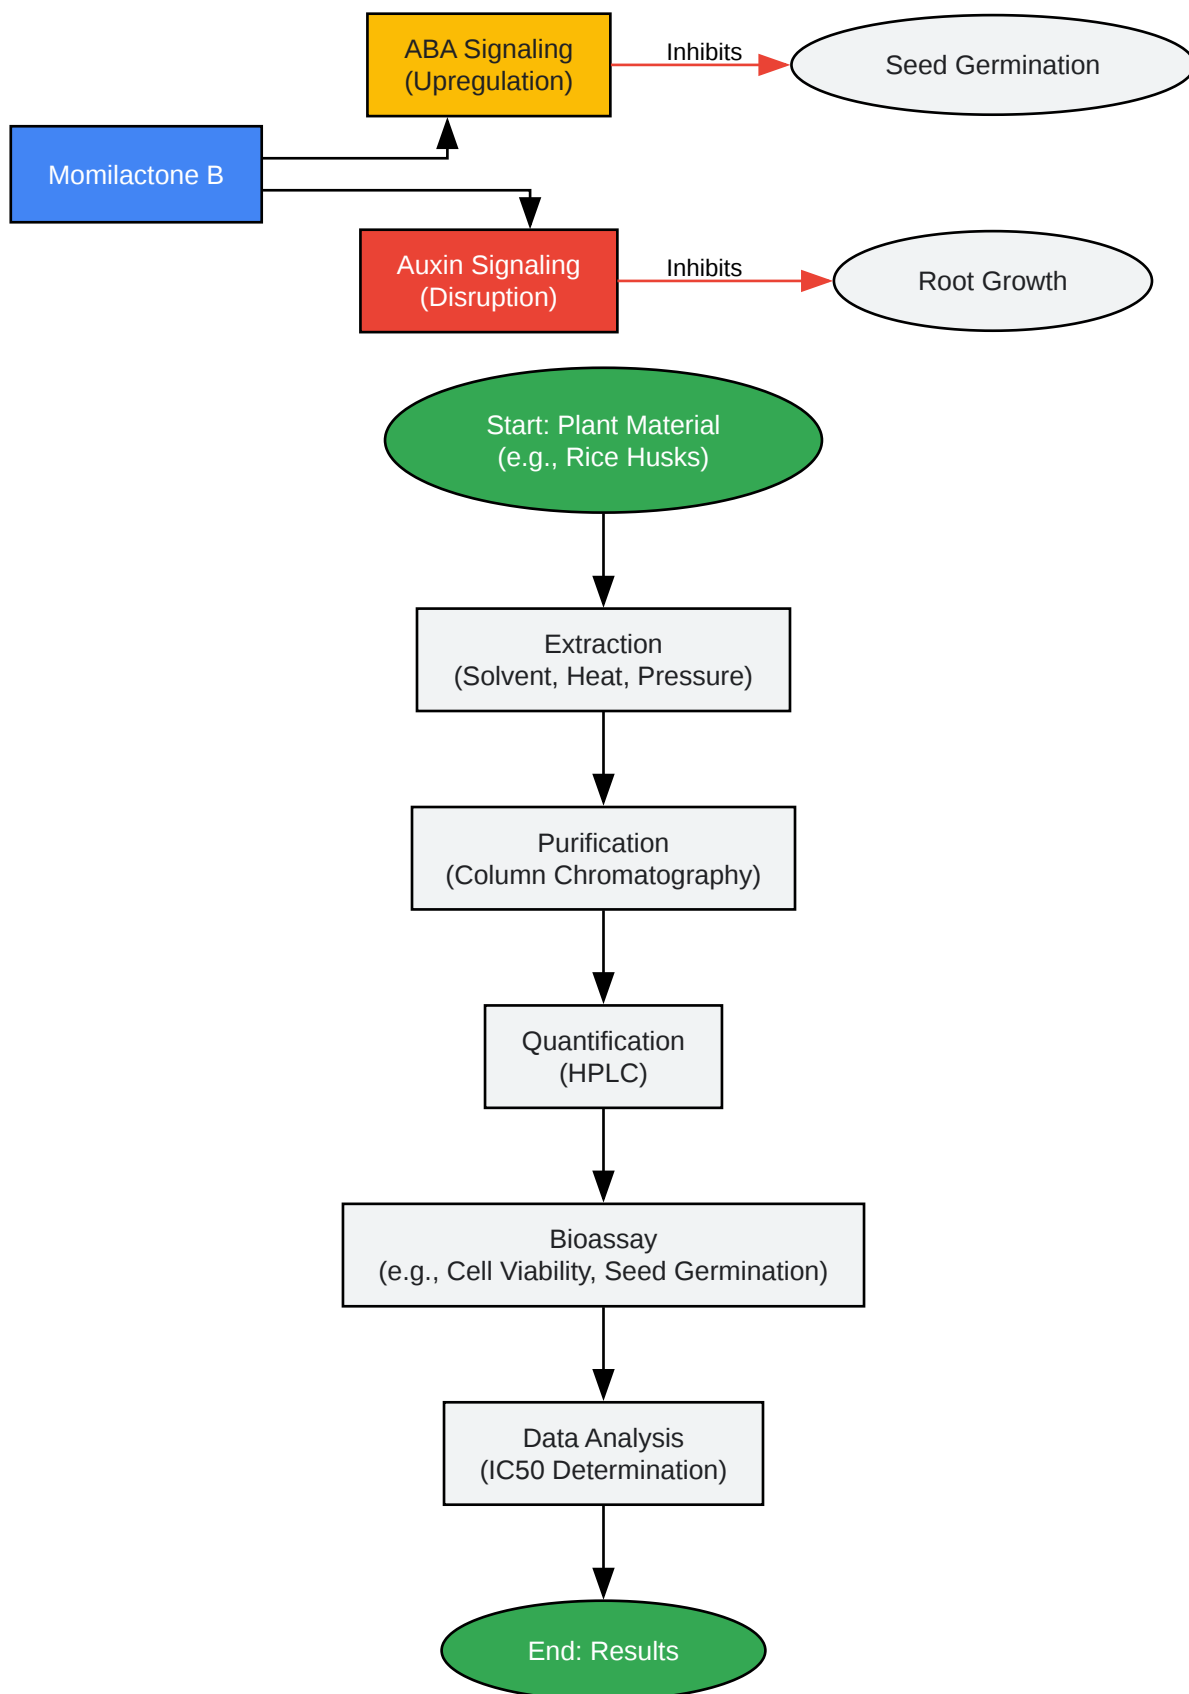 ABA Signaling
(Upregulation)
Inhibits
Seed Germination
Momilactone B
Auxin Signaling
(Disruption)
Inhibits
Root Growth
Start: Plant Material
(e.g., Rice Husks)
Extraction
(Solvent, Heat, Pressure)
Purification
(Column Chromatography)
Quantification
(HPLC)
Bioassay
(e.g., Cell Viability, Seed Germination)
Data Analysis
(IC50 Determination)
End: Results